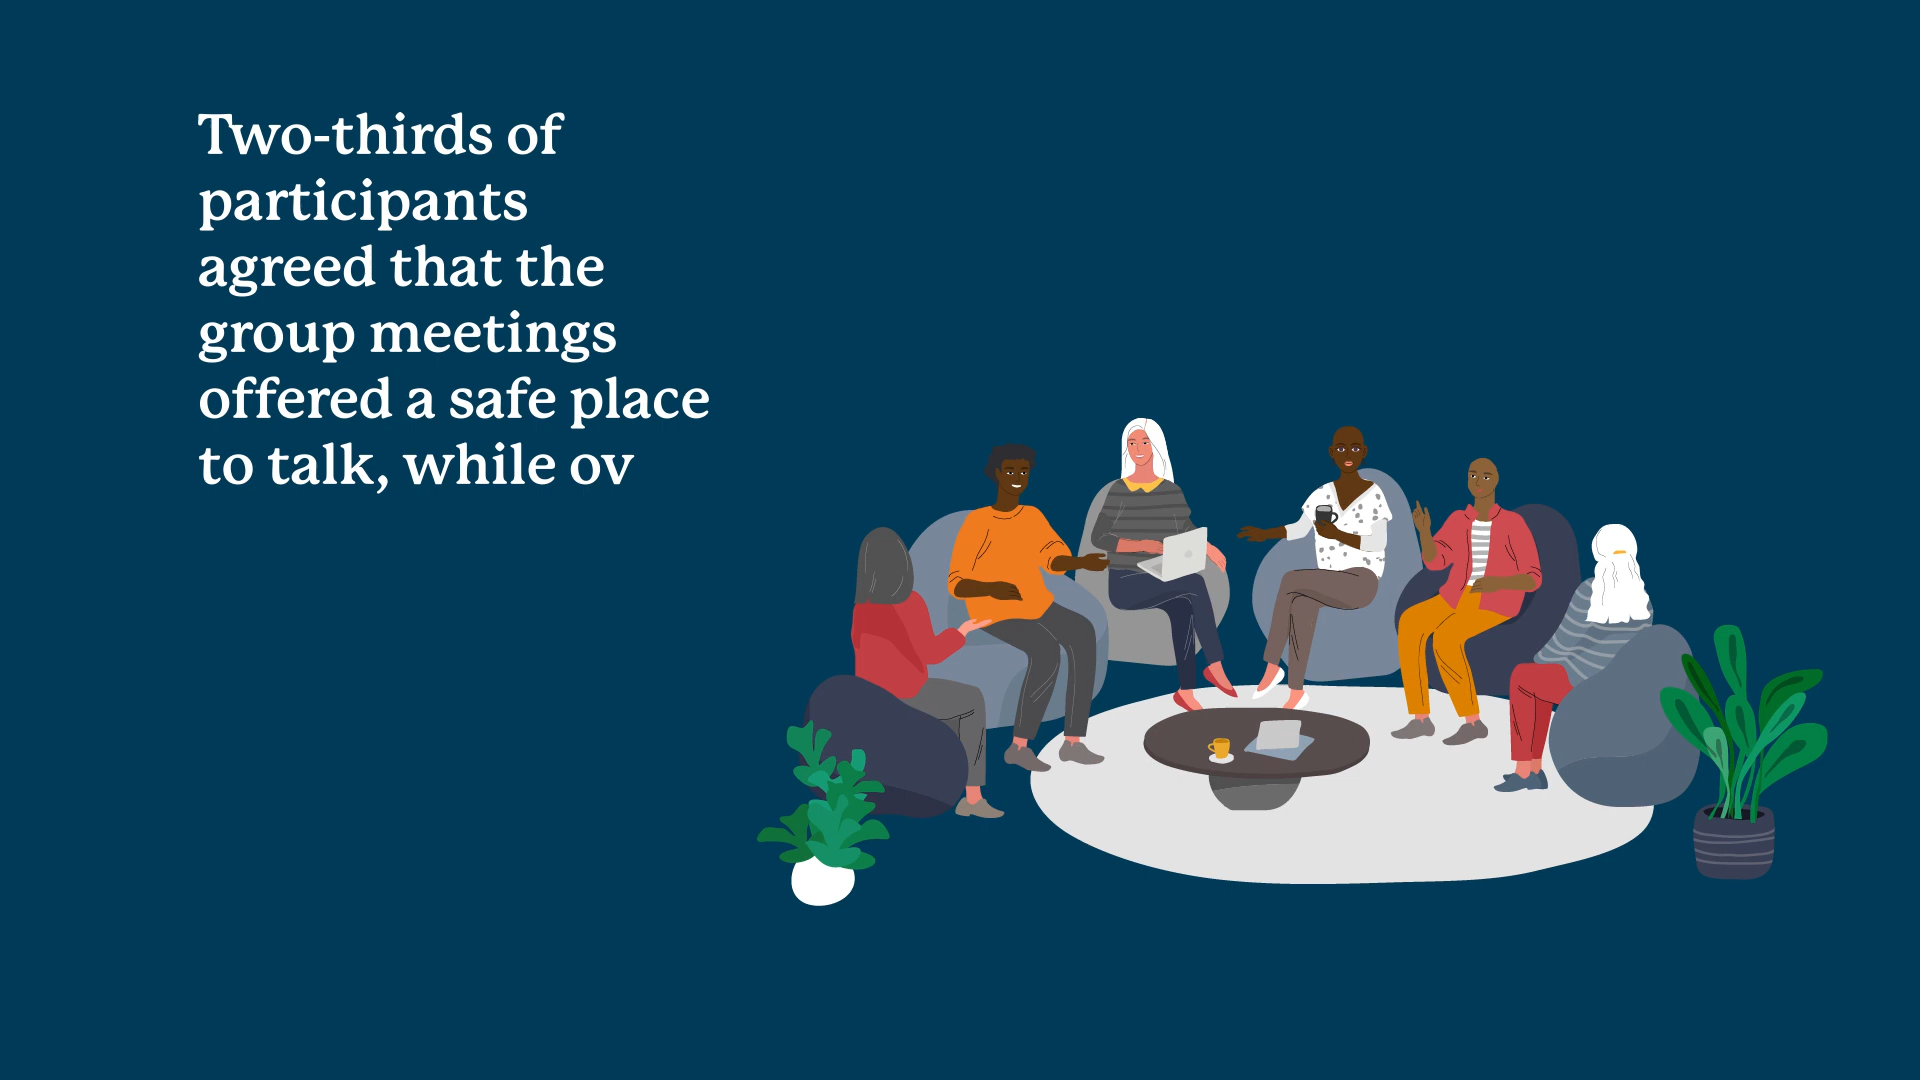 Two-thirds of
participants
agreed that the
group meetings
offered a safe place
to talk, while ov